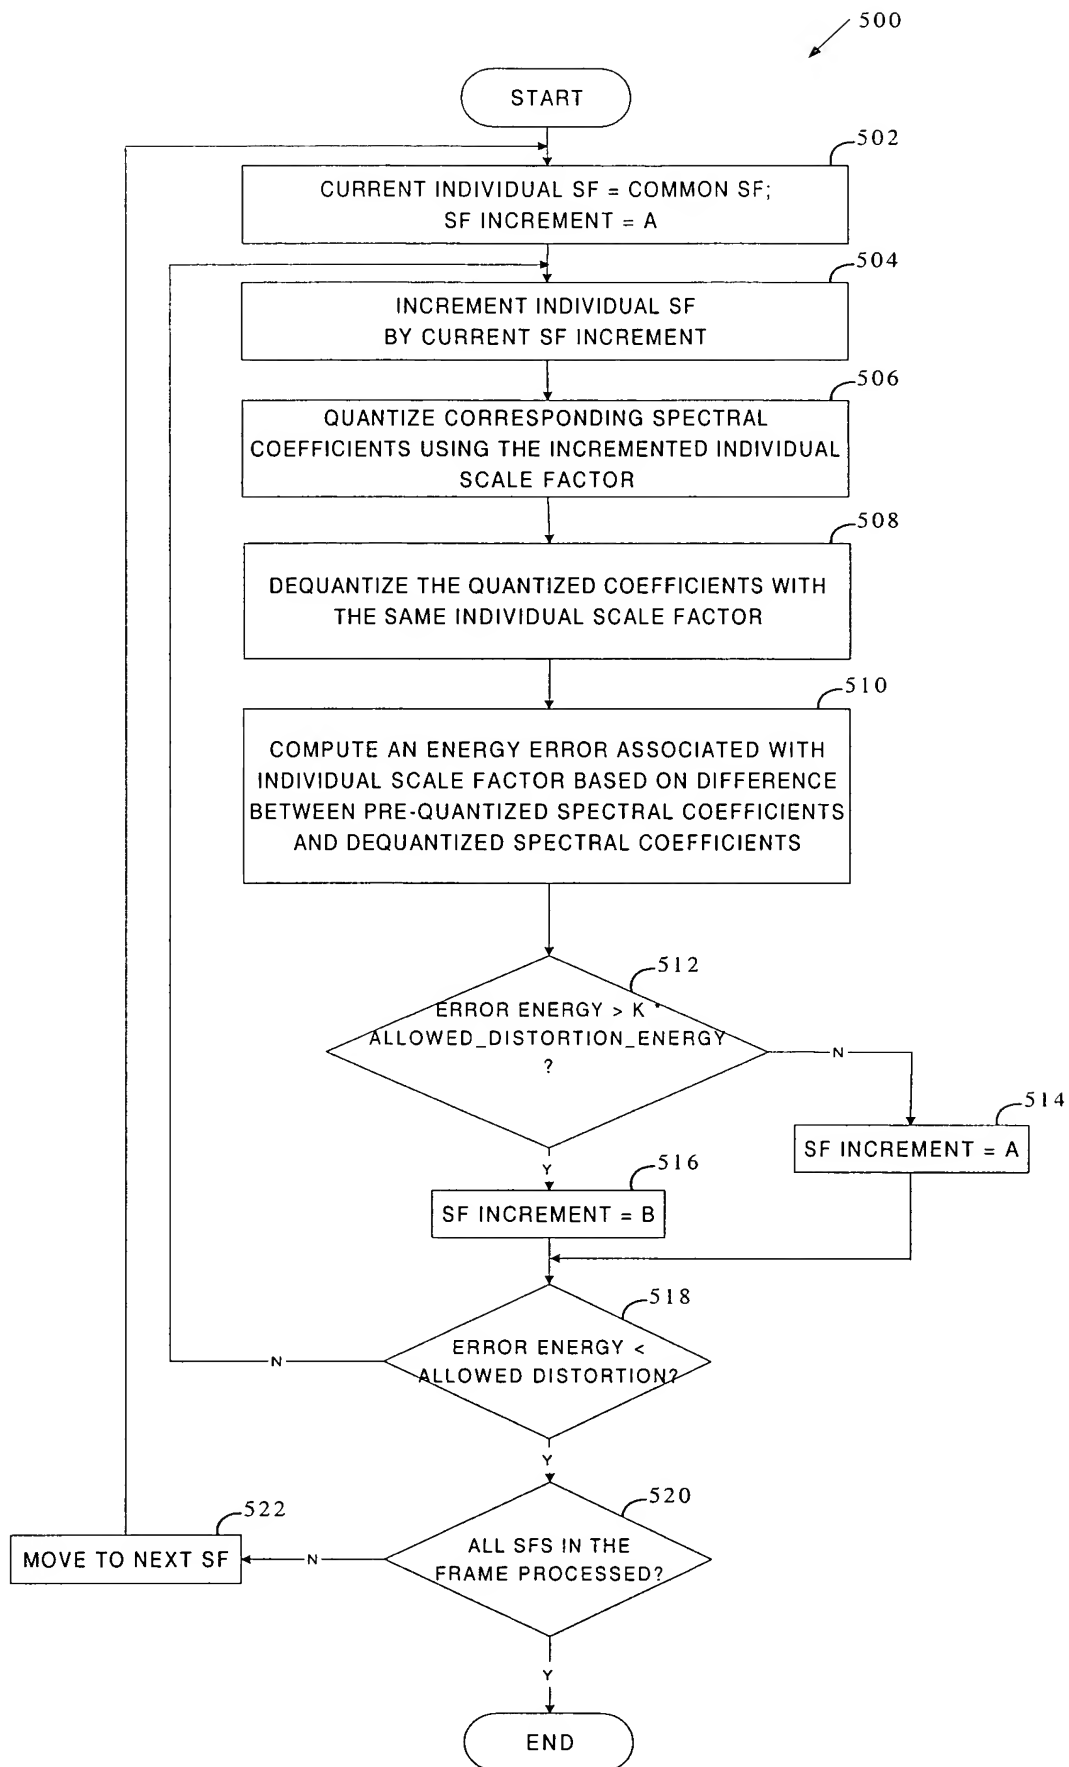 500
START
502
CURRENT INDIVIDUAL SF = COMMON SF;
SF INCREMENT = A
504
INCREMENT INDIVIDUAL SF
BY CURRENT SF INCREMENT
506
QUANTIZE CORRESPONDING SPECTRAL
COEFFICIENTS USING THE INCREMENTED INDIVIDUAL
SCALE FACTOR
508
DEQUANTIZE THE QUANTIZED COEFFICIENTS WITH
THE SAME INDIVIDUAL SCALE FACTOR
510
COMPUTE AN ENERGY ERROR ASSOCIATED WITH
INDIVIDUAL SCALE FACTOR BASED ON DIFFERENCE
BETWEEN PRE-QUANTIZED SPECTRAL COEFFICIENTS
AND DEQUANTIZED SPECTRAL COEFFICIENTS
512
ERROR ENERGY > K *
ALLOWED_DISTORTION_ENERGY
?
N
514
SF INCREMENT = A
Y
516
SF INCREMENT = B
518
ERROR ENERGY <
ALLOWED DISTORTION?
N
Y
520
ALL SFS IN THE
FRAME PROCESSED?
N
522
MOVE TO NEXT SF
Y
END